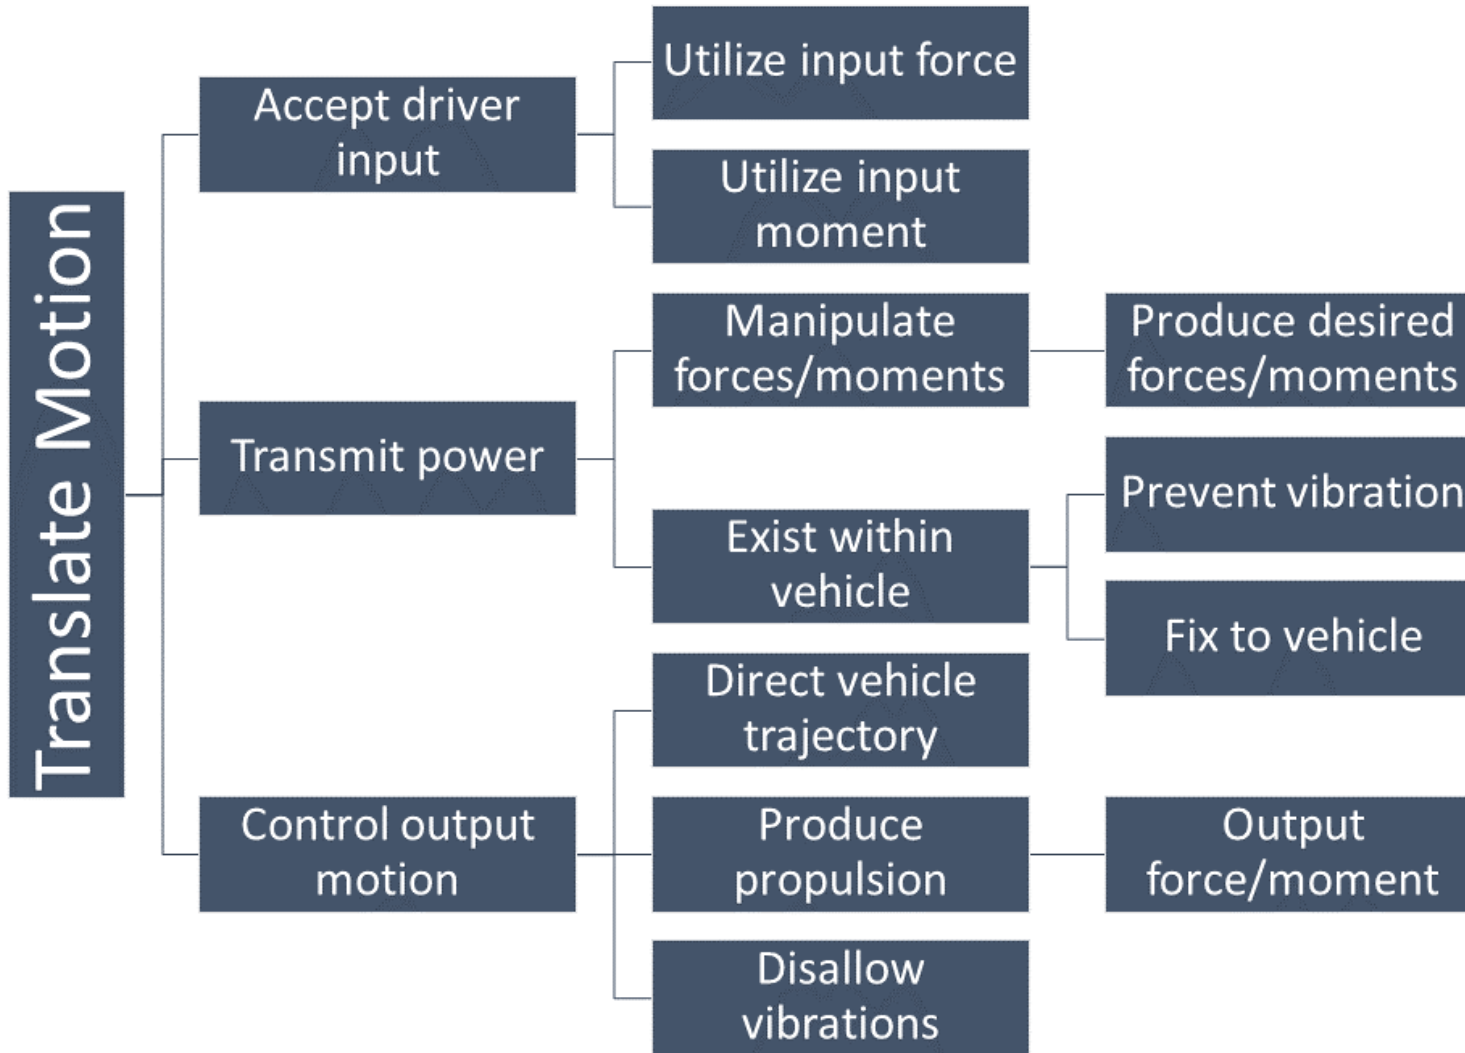 Translate Motion
Accept driver
input
Utilize input force
Utilize input
moment
Transmit power
Manipulate
forces/moments
Produce desired
forces/moments
Exist within
vehicle
Prevent vibration
Fix to vehicle
Control output
motion
Direct vehicle
trajectory
Produce
propulsion
Output
force/moment
Disallow
vibrations